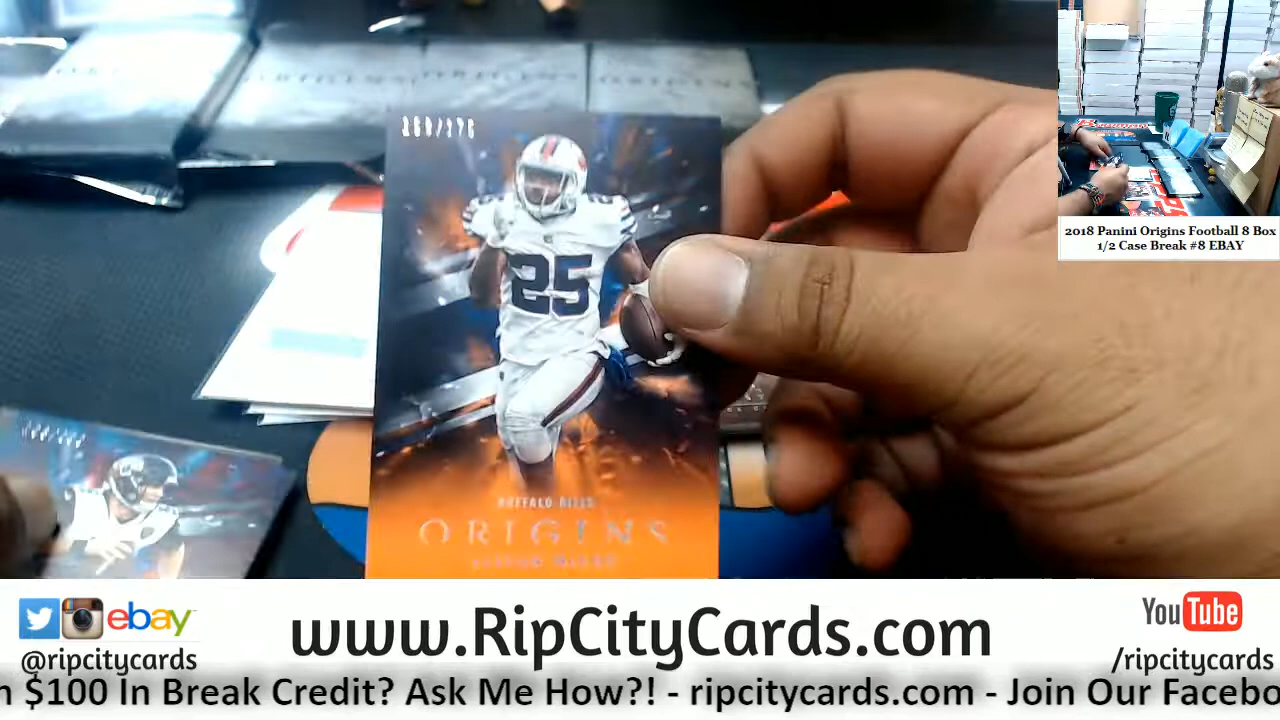 25
BUFFALO BILLS
ORIGINS
2018 Panini Origins Football 8 Box
1/2 Case Break #8 EBAY
ebay
@ripcitycards
www.RipCityCards.com
YouTube
/ripcitycards
$100 In Break Credit? Ask Me How?! - ripcitycards.com - Join Our